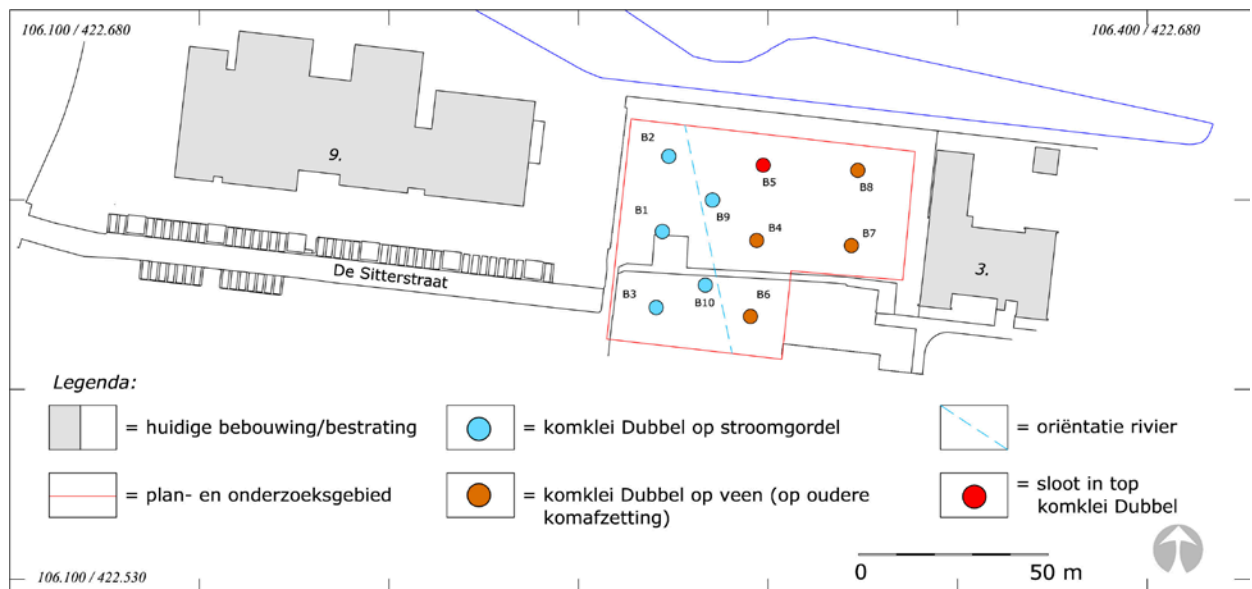 106.100 / 422.680
106.400 / 422.680
B2
9.
B5
B8
B9
B1
B4
B7
3.
De Sitterstraat
B3
B10
B6
Legenda:
= huidige bebouwing/bestrating
= komklei Dubbel op stroomgordel
= oriëntatie rivier
= plan- en onderzoeksgebied
= komklei Dubbel op veen (op oudere
komafzetting)
= sloot in top
komklei Dubbel
0
50 m
106.100 / 422.530